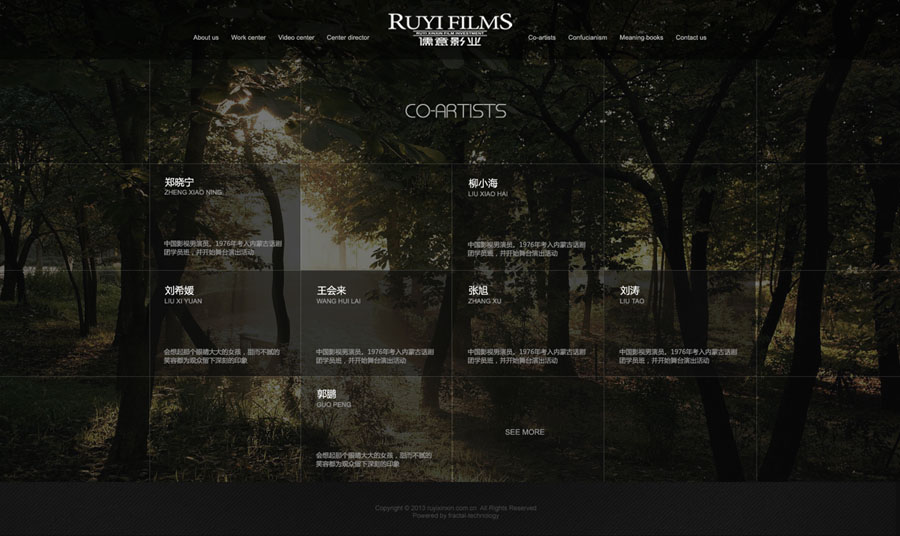 RUYI FILMS
RUYI XINXIN FILM INVESTMENT
儒意影业
About us Work center Video center Center director Co-artists Confucianism Meaning books Contact us
CO-ARTISTS
郑晓宁
ZHENG XIAO NING
中国影视男演员。1976年考入内蒙古话剧
团学员班，并开始舞台演出活动
柳小海
LIU XIAO HAI
中国影视男演员。1976年考入内蒙古话剧
团学员班，并开始舞台演出活动
刘希媛
LIU XI YUAN
会想起那个眼睛大大的女孩，甜而不腻的
笑容都为观众留下深刻的印象
王会来
WANG HUI LAI
中国影视男演员。1976年考入内蒙古话剧
团学员班，并开始舞台演出活动
张旭
ZHANG XU
中国影视男演员。1976年考入内蒙古话剧
团学员班，并开始舞台演出活动
刘涛
LIU TAO
中国影视男演员。1976年考入内蒙古话剧
团学员班，并开始舞台演出活动
郭鹏
GUO PENG
会想起那个眼睛大大的女孩，甜而不腻的
笑容都为观众留下深刻的印象
SEE MORE
Copyright © 2013 ruyixinxin.com.cn. All Rights Reserved
Powered by fractal-technology